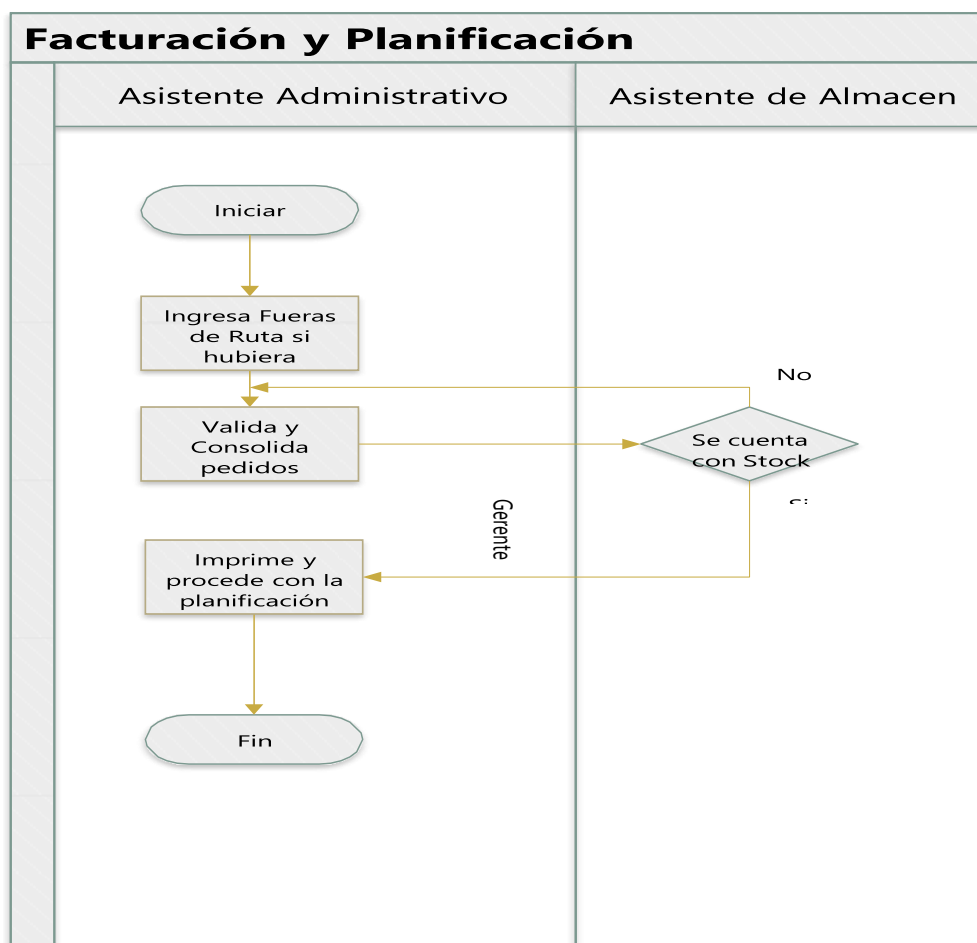 Facturación y Planificación
Asistente Administrativo
Asistente de Almacen
Iniciar
Ingresa Fueras
de Ruta si
hubiera
No
Valida y
Consolida
pedidos
Se cuenta
con Stock
Gerente
Imprime y
procede con la
planificación
Fin